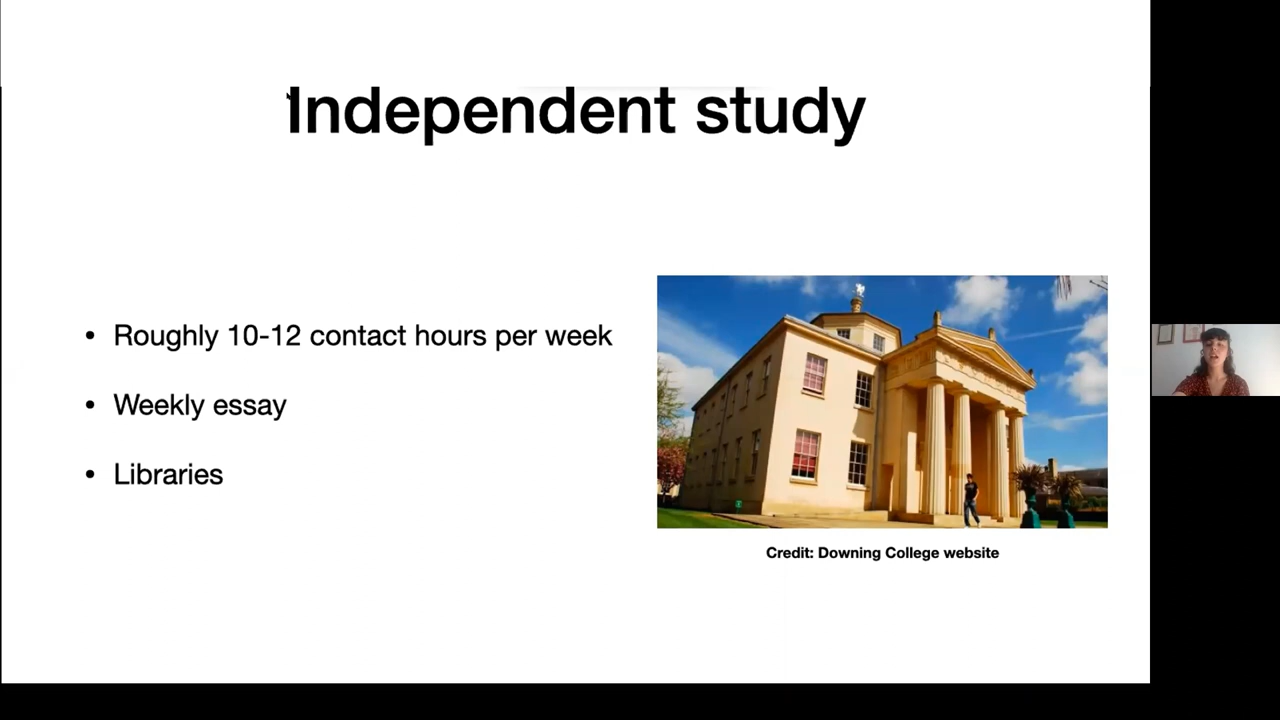 Independent study
• Roughly 10-12 contact hours per week
• Weekly essay
• Libraries
Credit: Downing College website